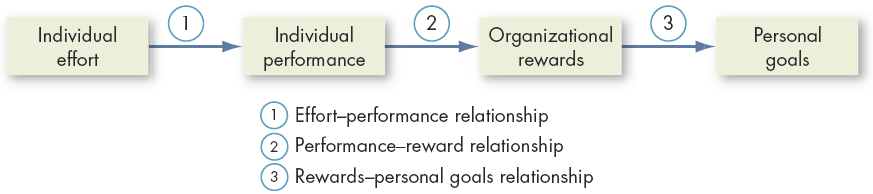 1
2
3
Individual
effort
Individual
performance
Organizational
rewards
Personal
goals
1 Effort–performance relationship
2 Performance–reward relationship
3 Rewards–personal goals relationship